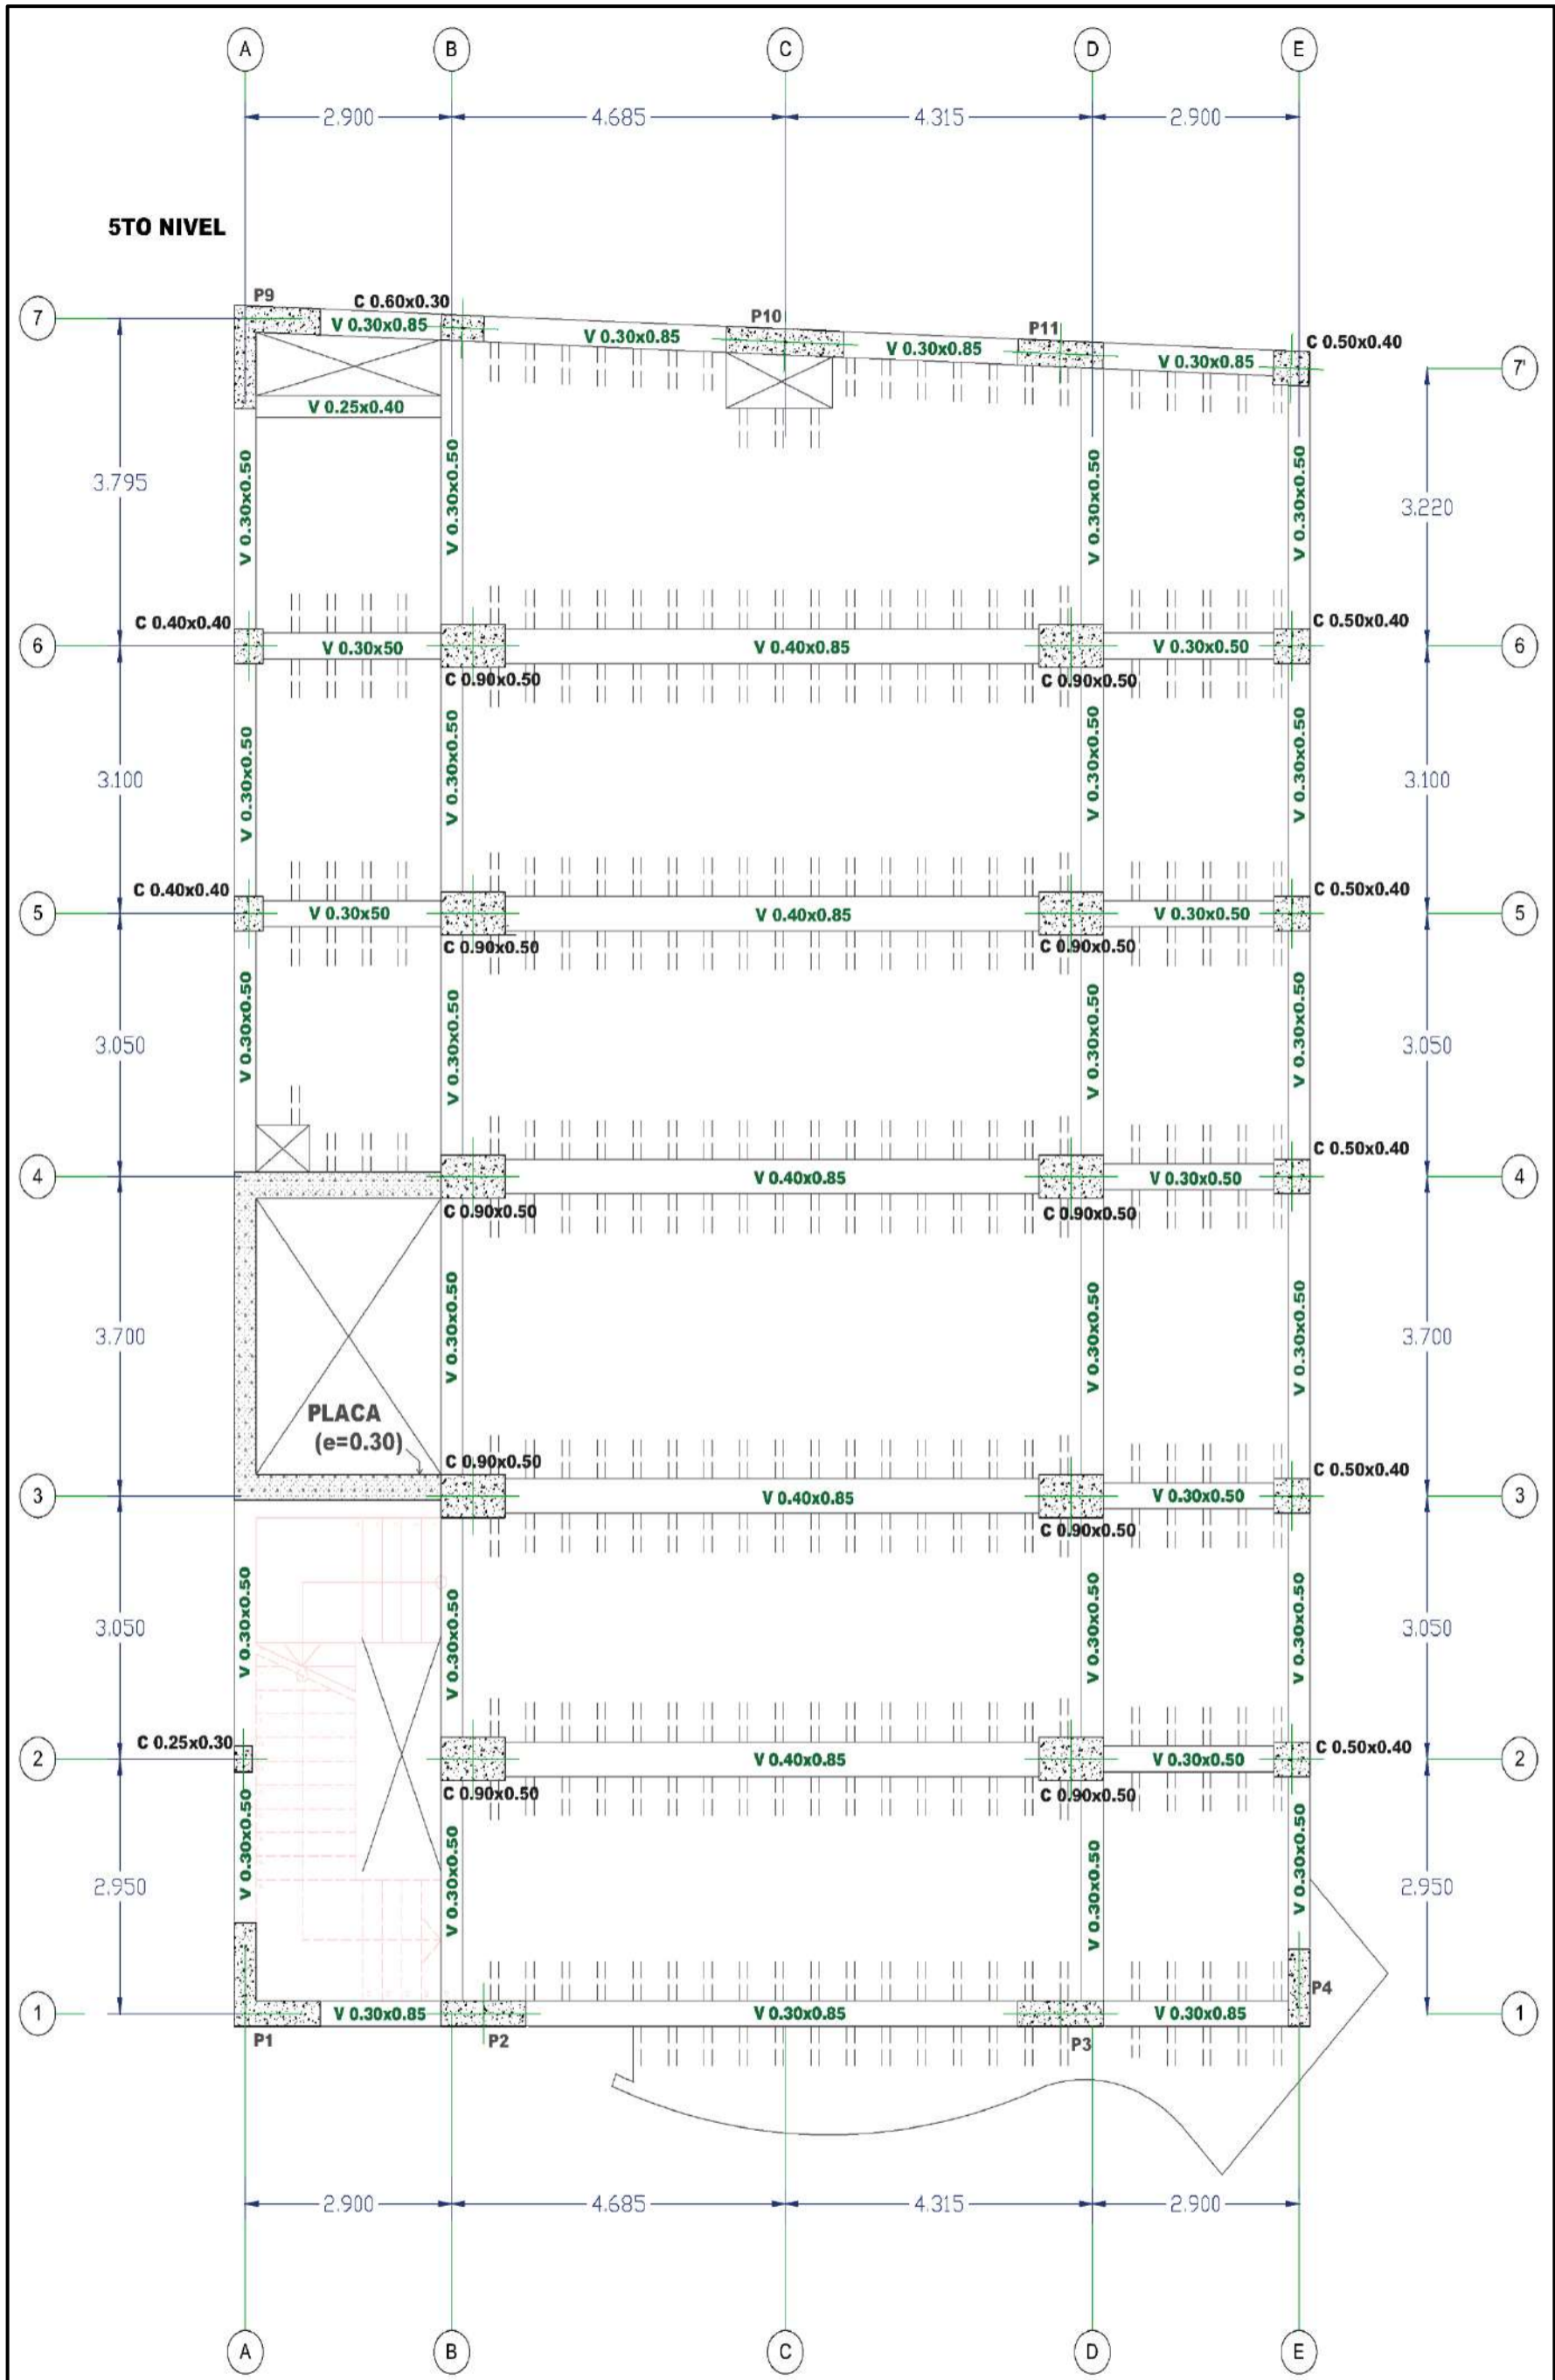 A B C D E
2.900 4.685 4.315 2.900
5TO NIVEL
P9
C 0.60x0.30
P10
7
V 0.30x0.85
V 0.30x0.85
P11
V 0.30x0.85
C 0.50x0.40
V 0.30x0.85
7'
V 0.25x0.40
3.795
V 0.30x0.50
V 0.30x0.50
V 0.30x0.50
V 0.30x0.50
3.220
C 0.40x0.40
C 0.50x0.40
6
V 0.30x50
V 0.40x0.85
V 0.30x0.50
6
C 0.90x0.50
C 0.90x0.50
3.100
V 0.30x0.50
V 0.30x0.50
V 0.30x0.50
V 0.30x0.50
3.100
C 0.40x0.40
C 0.50x0.40
5
V 0.30x50
V 0.40x0.85
V 0.30x0.50
5
C 0.90x0.50
C 0.90x0.50
3.050
V 0.30x0.50
V 0.30x0.50
V 0.30x0.50
V 0.30x0.50
3.050
C 0.50x0.40
4
V 0.40x0.85
V 0.30x0.50
4
C 0.90x0.50
C 0.90x0.50
3.700
V 0.30x0.50
V 0.30x0.50
V 0.30x0.50
3.700
PLACA
(e=0.30)
C 0.90x0.50
C 0.50x0.40
3
V 0.40x0.85
V 0.30x0.50
3
C 0.90x0.50
3.050
V 0.30x0.50
V 0.30x0.50
V 0.30x0.50
V 0.30x0.50
3.050
C 0.25x0.30
C 0.50x0.40
2
V 0.40x0.85
V 0.30x0.50
2
C 0.90x0.50
C 0.90x0.50
2.950
V 0.30x0.50
V 0.30x0.50
V 0.30x0.50
V 0.30x0.50
2.950
P4
1
V 0.30x0.85
V 0.30x0.85
V 0.30x0.85
1
P1
P2
P3
2.900 4.685 4.315 2.900
A B C D E